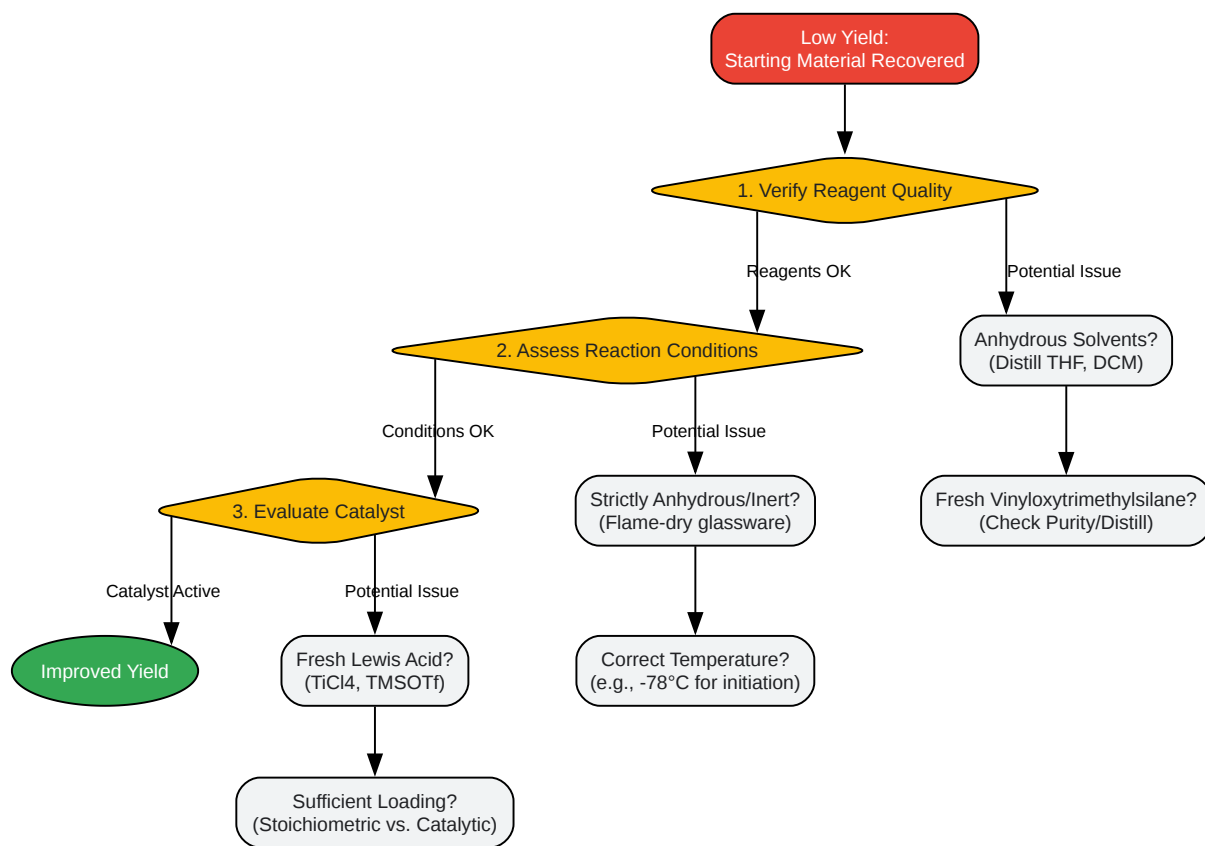 Low Yield:
Starting Material Recovered
1. Verify Reagent Quality
Reagents OK
Potential Issue
Anhydrous Solvents?
(Distill THF, DCM)
2. Assess Reaction Conditions
Conditions OK
Potential Issue
Strictly Anhydrous/Inert?
(Flame-dry glassware)
Fresh Vinyloxytrimethylsilane?
(Check Purity/Distill)
3. Evaluate Catalyst
Catalyst Active
Potential Issue
Improved Yield
Fresh Lewis Acid?
(TiCl4, TMSOTf)
Correct Temperature?
(e.g., -78°C for initiation)
Sufficient Loading?
(Stoichiometric vs. Catalytic)